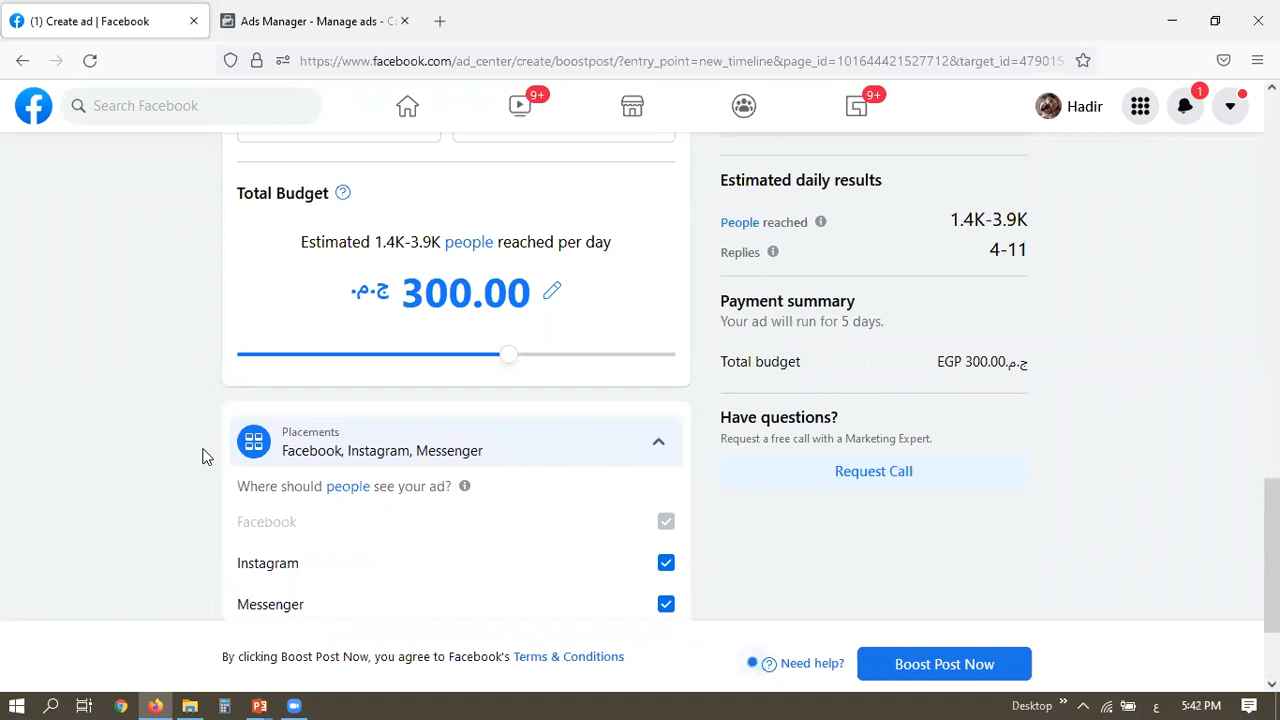 (1) Create ad | Facebook
Ads Manager - Manage ads -
https://www.facebook.com/ad_center/create/boostpost/?entry_point=new_timeline&page_id=101644421527712&target_id=479015
Search Facebook
9+
9+
Hadir
1
Total Budget
Estimated 1.4K-3.9K people reached per day
ج.م. 300.00
Placements
Facebook, Instagram, Messenger
Where should people see your ad?
Facebook
Instagram
Messenger
Estimated daily results
People reached
1.4K-3.9K
Replies
4-11
Payment summary
Your ad will run for 5 days.
Total budget
EGP 300.00.ج.م
Have questions?
Request a free call with a Marketing Expert.
Request Call
By clicking Boost Post Now, you agree to Facebook's Terms & Conditions
Need help?
Boost Post Now
Desktop
ع
5:42 PM